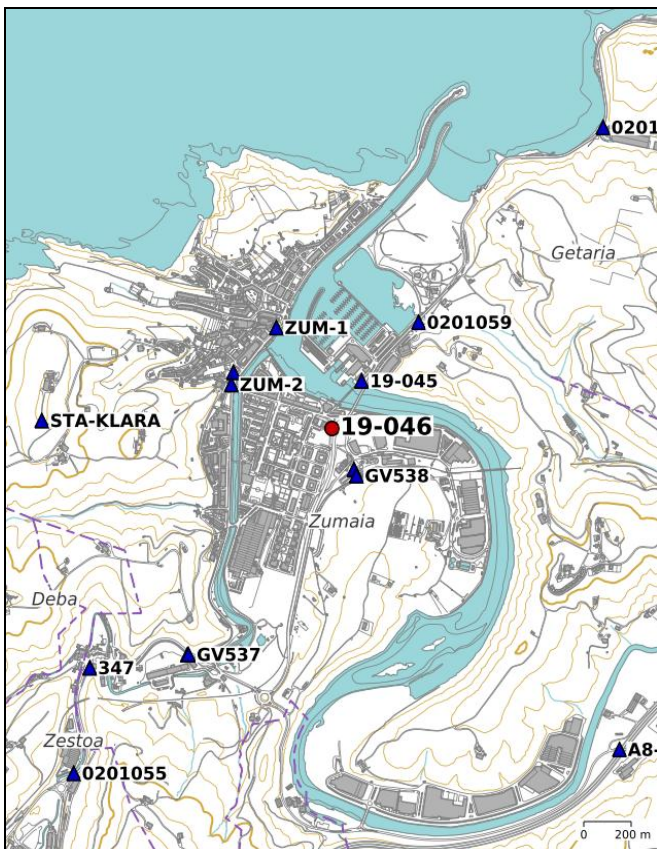 0201
Getaria
ZUM-1
0201059
ZUM-2
19-045
STA-KLARA
19-046
GV538
Zumaia
Deba
GV537
347
Zestoa
A8-
0201055
0 200 m